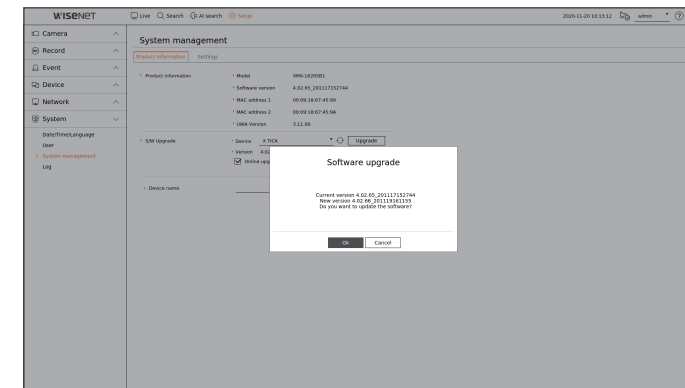 WISENET
Live Search AI search Setup 2020-11-20 10:13:12 admin
Camera
Record
Event
Device
Network
System
Date/Time/Language
User
System management
Log
System management
Product information Settings
Product information
Model XRN-1620SB1
Software version 4.02.65_201117152744
MAC address 1 00:09:18:67:45:99
MAC address 2 00:09:18:67:45:9A
UWA Version 3.11.00
S/W Upgrade
Device X TICK Upgrade
Version 4.02
Online upg
Device name
Software upgrade
Current version 4.02.65_201117152744
New version 4.02.66_201119161155
Do you want to update the software?
Ok Cancel